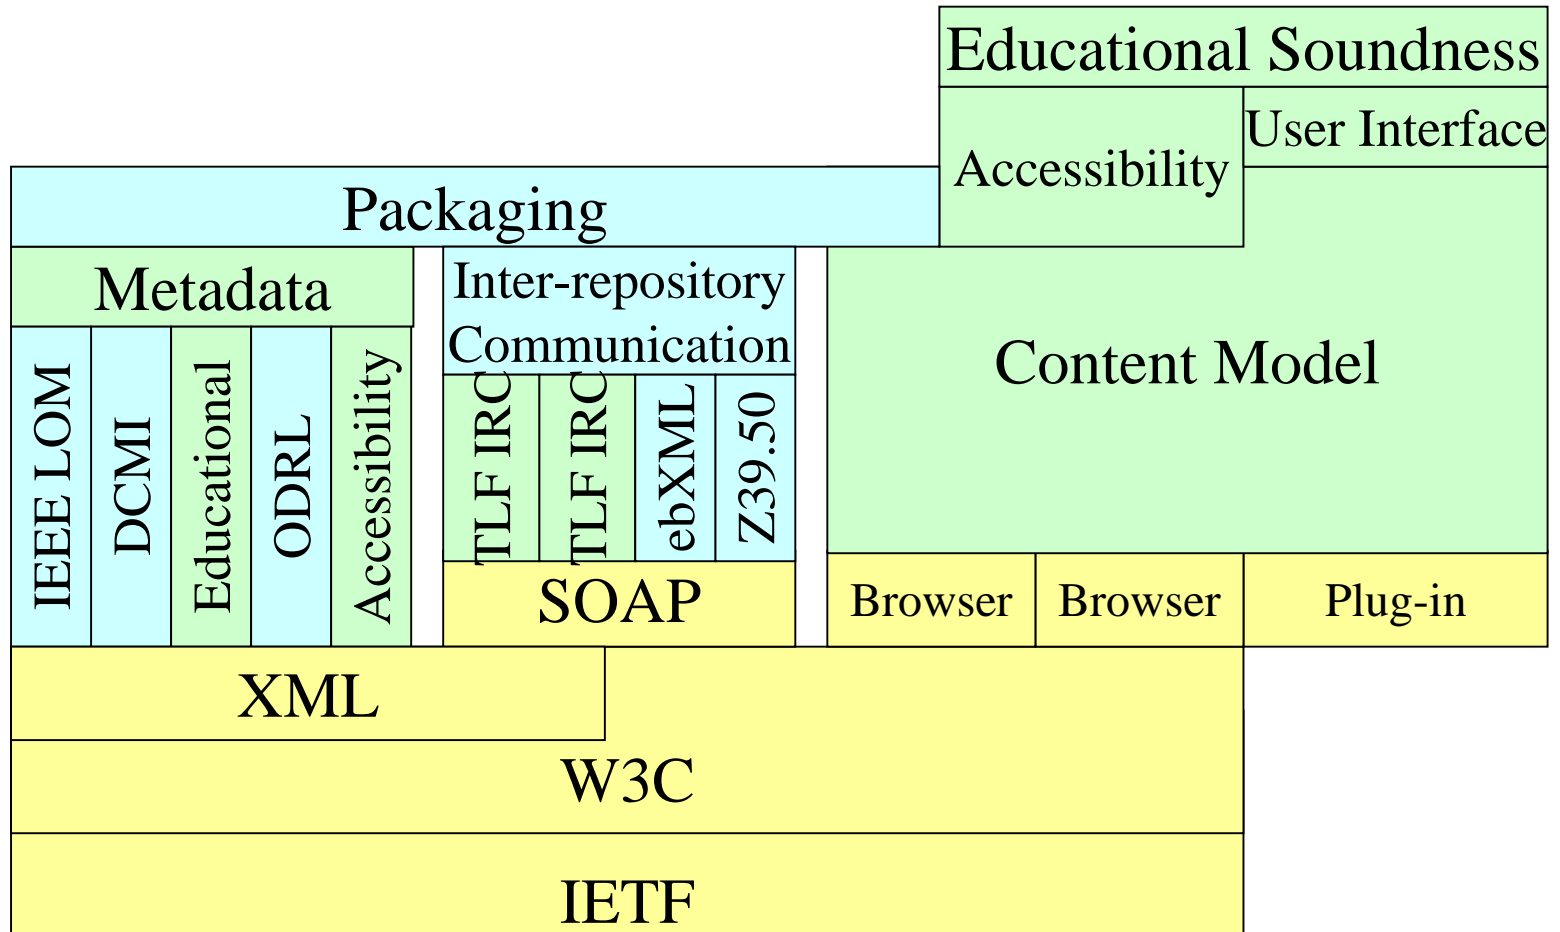 Educational Soundness
User Interface
Accessibility
Packaging
Metadata
Inter-repository
Communication
Content Model
IEEE LOM
DCMI
Educational
ODRL
Accessibility
TLF IRC
TLF IRC
ebXML
Z39.50
SOAP
Browser
Browser
Plug-in
XML
W3C
IETF